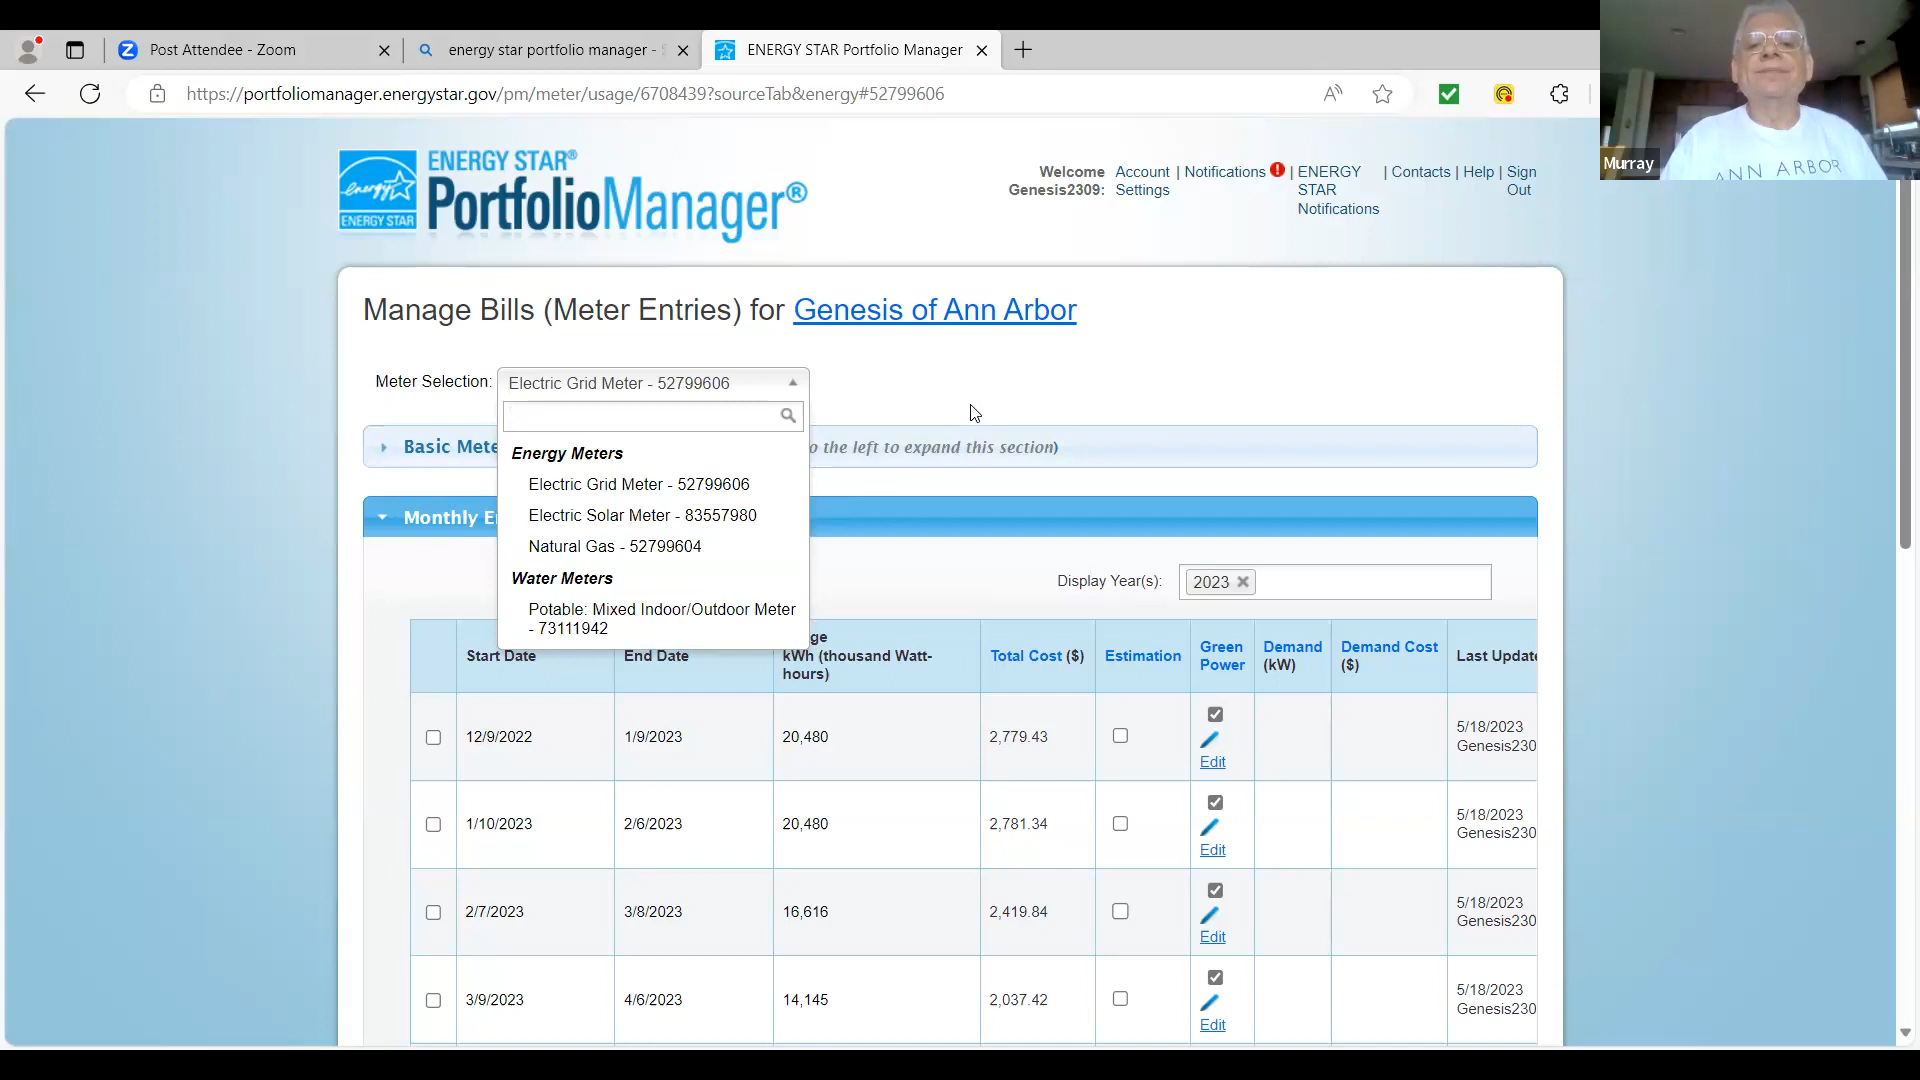 Post Attendee - Zoom
energy star portfolio manager -
ENERGY STAR Portfolio Manager
https://portfoliomanager.energystar.gov/pm/meter/usage/6708439?sourceTab&energy#52799606
Murray
ANN ARBOR
ENERGY STAR®
PortfolioManager®
energy
ENERGY STAR
Welcome Genesis2309:
Account Settings | Notifications | ENERGY STAR Notifications | Contacts | Help | Sign Out
Manage Bills (Meter Entries) for Genesis of Ann Arbor
Meter Selection: Electric Grid Meter - 52799606
Basic Mete o the left to expand this section)
Energy Meters
Electric Grid Meter - 52799606
Electric Solar Meter - 83557980
Natural Gas - 52799604
Water Meters
Potable: Mixed Indoor/Outdoor Meter
- 73111942
Monthly E
Display Year(s): 2023
Start Date End Date ge kWh (thousand Watt-hours) Total Cost ($) Estimation Green Power Demand (kW) Demand Cost ($) Last Update
12/9/2022 1/9/2023 20,480 2,779.43 Edit 5/18/2023 Genesis230
1/10/2023 2/6/2023 20,480 2,781.34 Edit 5/18/2023 Genesis230
2/7/2023 3/8/2023 16,616 2,419.84 Edit 5/18/2023 Genesis230
3/9/2023 4/6/2023 14,145 2,037.42 Edit 5/18/2023 Genesis230